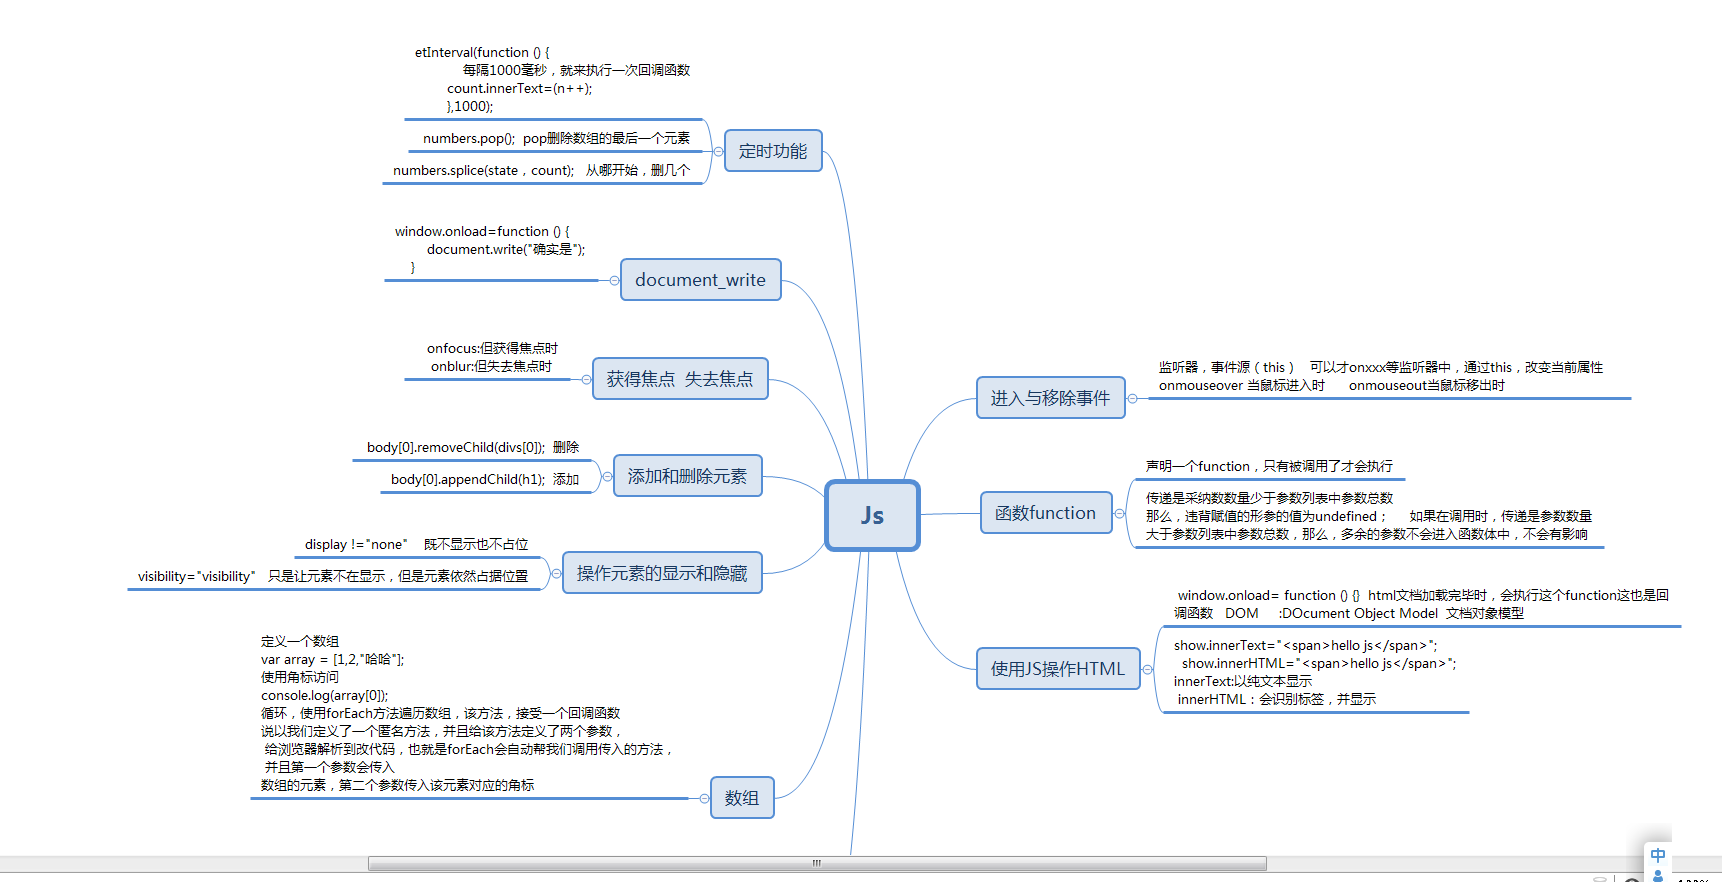 etInterval(function () {
每隔1000毫秒，就来执行一次回调函数
count.innerText=(n++);
},1000);
numbers.pop();  pop删除数组的最后一个元素
numbers.splice(state，count);   从哪开始，删几个
定时功能
window.onload=function () {
document.write("确实是");
}
document_write
onfocus:但获得焦点时
onblur:但失去焦点时
获得焦点  失去焦点
body[0].removeChild(divs[0]);  删除
body[0].appendChild(h1);  添加
添加和删除元素
display !="none"    既不显示也不占位
visibility="visibility"   只是让元素不在显示，但是元素依然占据位置
操作元素的显示和隐藏
定义一个数组
var array = [1,2,"哈哈"];
使用角标访问
console.log(array[0]);
循环，使用forEach方法遍历数组，该方法，接受一个回调函数
说以我们定义了一个匿名方法，并且给该方法定义了两个参数，
给浏览器解析到改代码，也就是forEach会自动帮我们调用传入的方法，
并且第一个参数会传入
数组的元素，第二个参数传入该元素对应的角标
数组
Js
进入与移除事件
监听器，事件源（this）   可以才onxxx等监听器中，通过this，改变当前属性
onmouseover 当鼠标进入时      onmouseout当鼠标移出时
函数function
声明一个function，只有被调用了才会执行
传递是采纳数数量少于参数列表中参数总数
那么，违背赋值的形参的值为undefined；     如果在调用时，传递是参数数量
大于参数列表中参数总数，那么，多余的参数不会进入函数体中，不会有影响
使用JS操作HTML
window.onload= function () {}  html文档加载完毕时，会执行这个function这也是回
调函数   DOM     :DOcument Object Model  文档对象模型
show.innerText="<span>hello js</span>";
show.innerHTML="<span>hello js</span>";
innerText:以纯文本显示
innerHTML：会识别标签，并显示
中